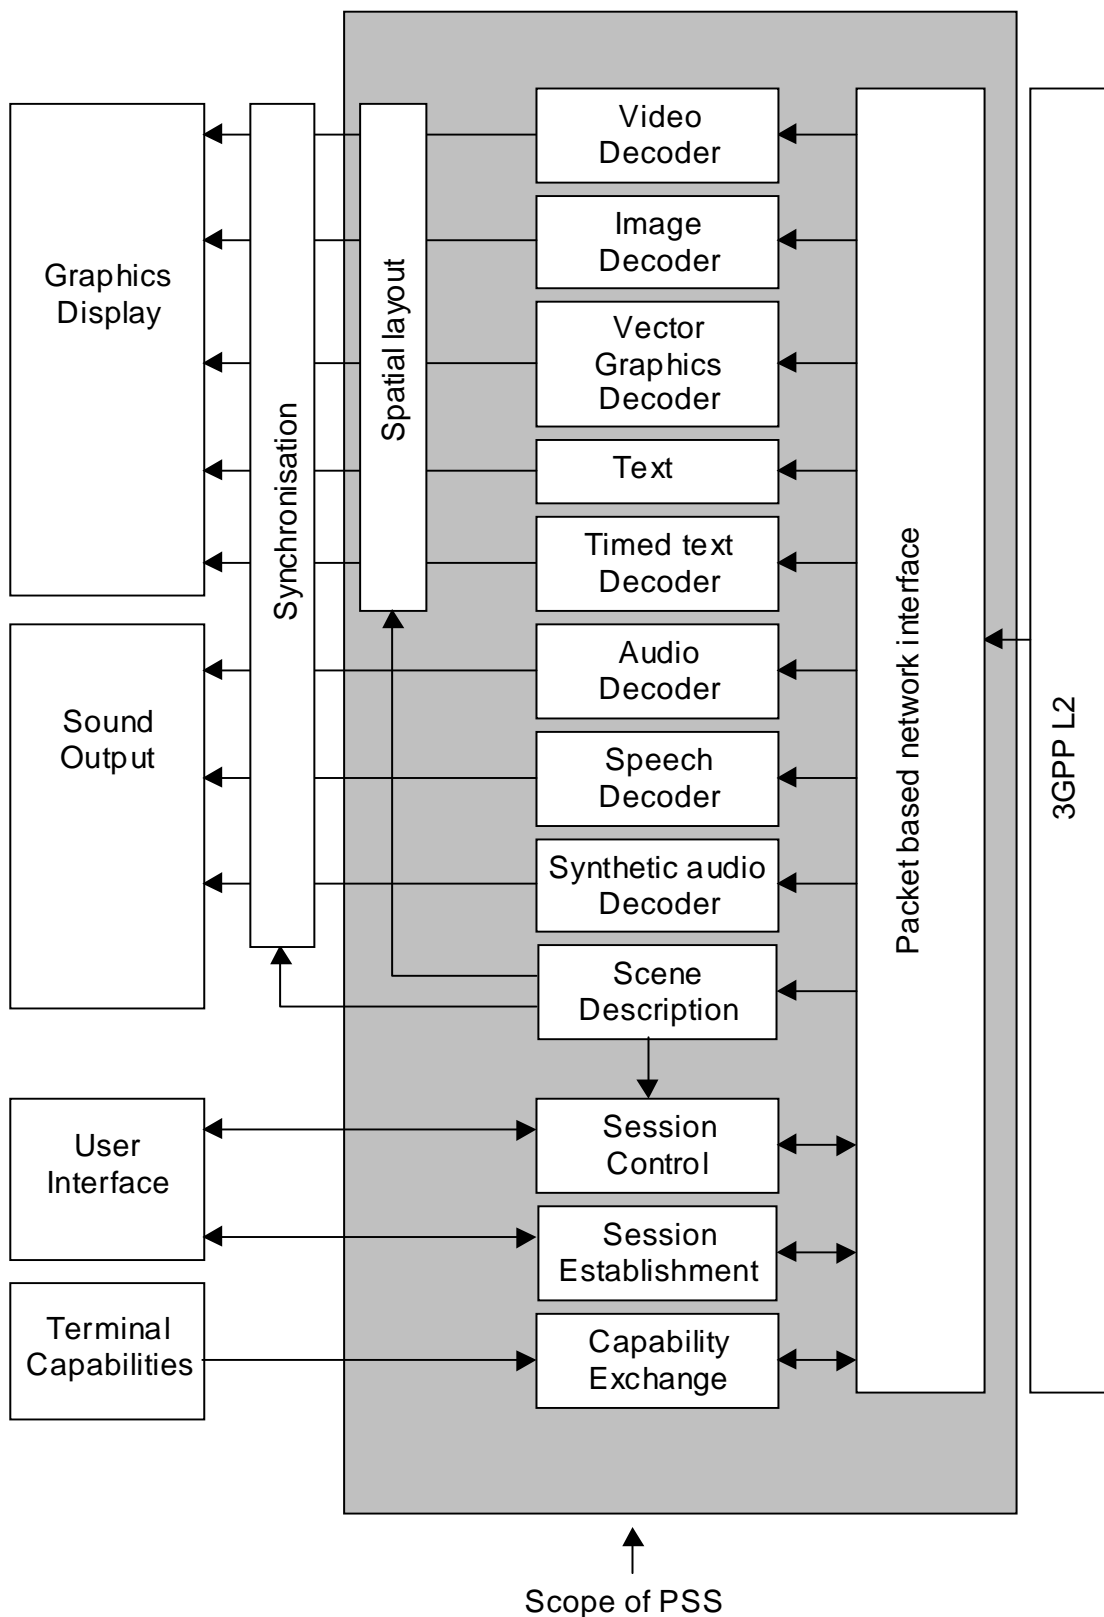 Video
Decoder
Image
Decoder
Graphics
Display
Vector
Graphics
Decoder
Spatial layout
Synchronisation
Text
Timed text
Decoder
Audio
Decoder
Sound
Output
Speech
Decoder
Synthetic audio
Decoder
Packet based network interface
3GPP L2
Scene
Description
User
Interface
Session
Control
Session
Establishment
Terminal
Capabilities
Capability
Exchange
Scope of PSS